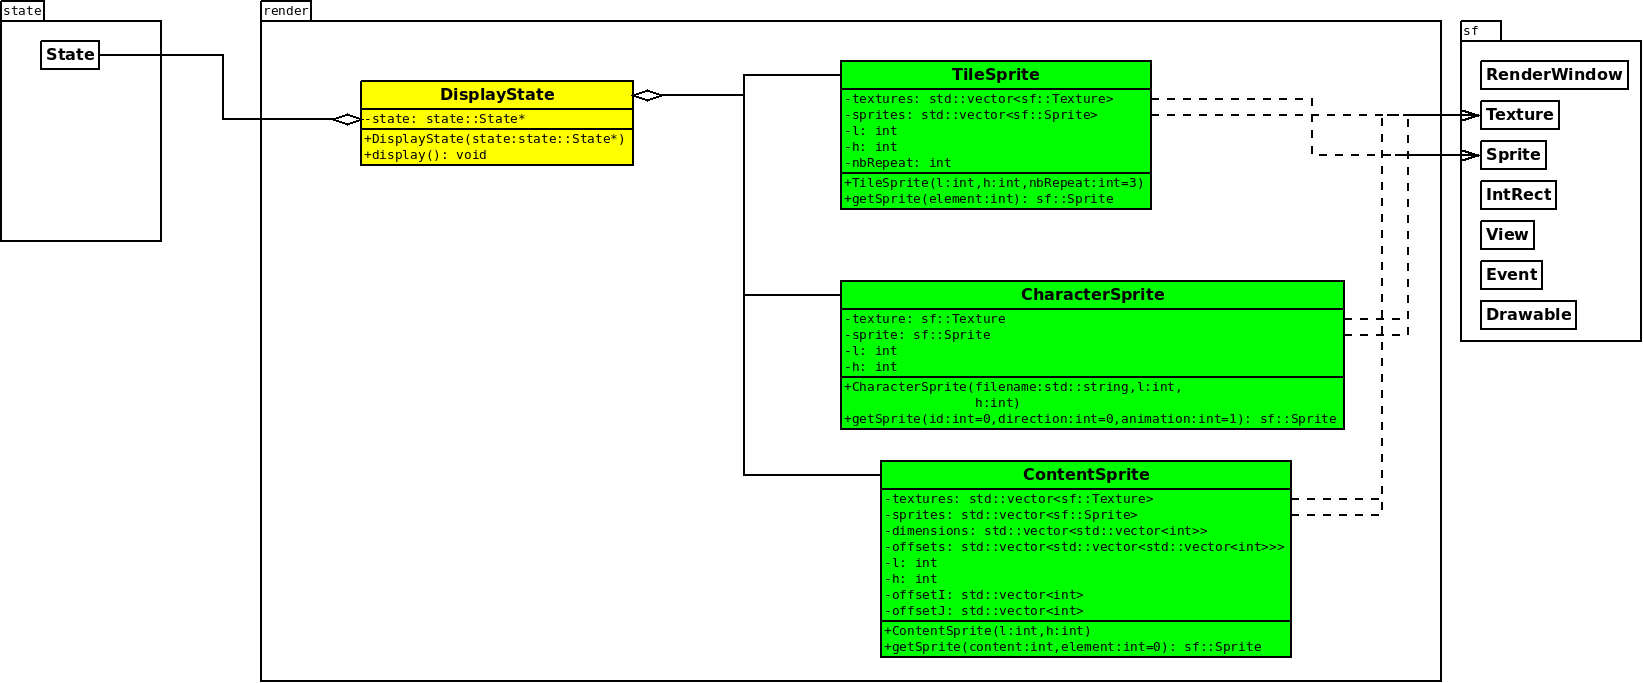 state
State
render
DisplayState
-state: state::State*
+DisplayState(state:state::State*)
+display(): void
TileSprite
-textures: std::vector<sf::Texture>
-sprites: std::vector<sf::Sprite>
-l: int
-h: int
-nbRepeat: int
+TileSprite(l:int,h:int,nbRepeat:int=3)
+getSprite(element:int): sf::Sprite
CharacterSprite
-texture: sf::Texture
-sprite: sf::Sprite
-l: int
-h: int
+CharacterSprite(filename:std::string,l:int,
h:int)
+getSprite(id:int=0,direction:int=0,animation:int=1): sf::Sprite
ContentSprite
-textures: std::vector<sf::Texture>
-sprites: std::vector<sf::Sprite>
-dimensions: std::vector<std::vector<int>>
-offsets: std::vector<std::vector<std::vector<int>>>
-l: int
-h: int
-offsetI: std::vector<int>
-offsetJ: std::vector<int>
+ContentSprite(l:int,h:int)
+getSprite(content:int,element:int=0): sf::Sprite
sf
RenderWindow
Texture
Sprite
IntRect
View
Event
Drawable